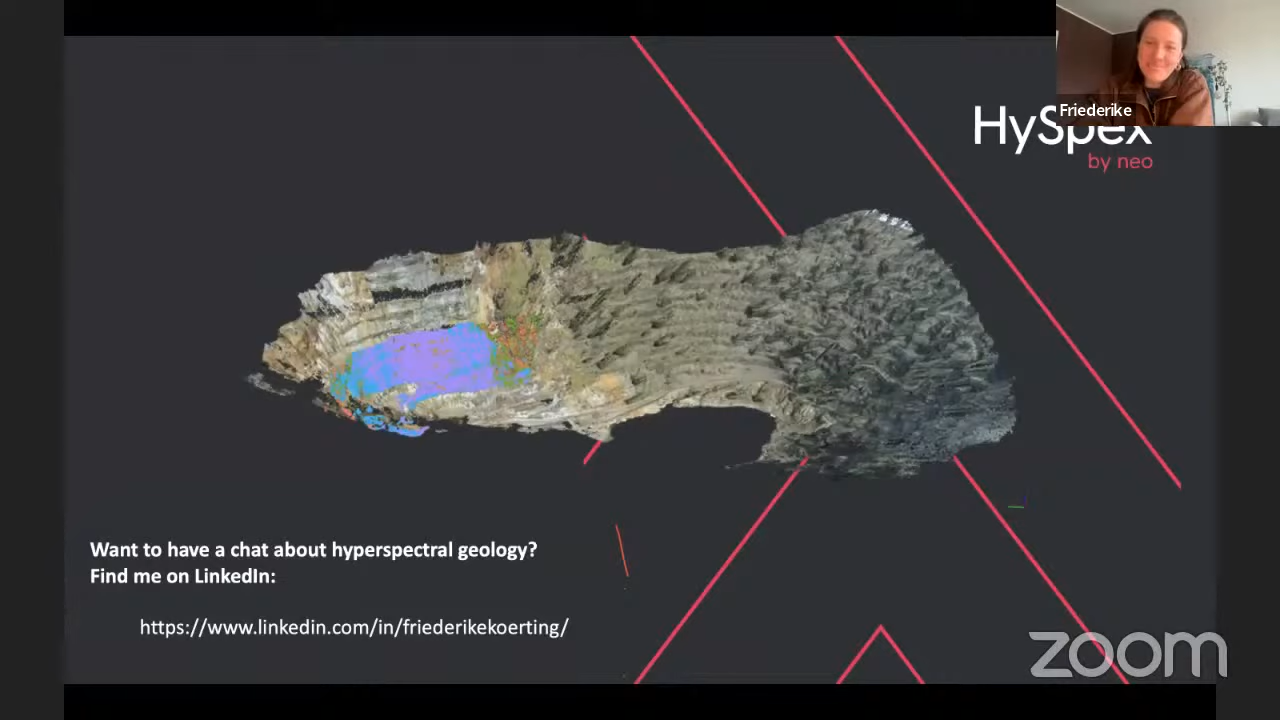 Friederike
HySpex
by neo
Want to have a chat about hyperspectral geology?
Find me on LinkedIn:
https://www.linkedin.com/in/friederikekoerting/
zoom